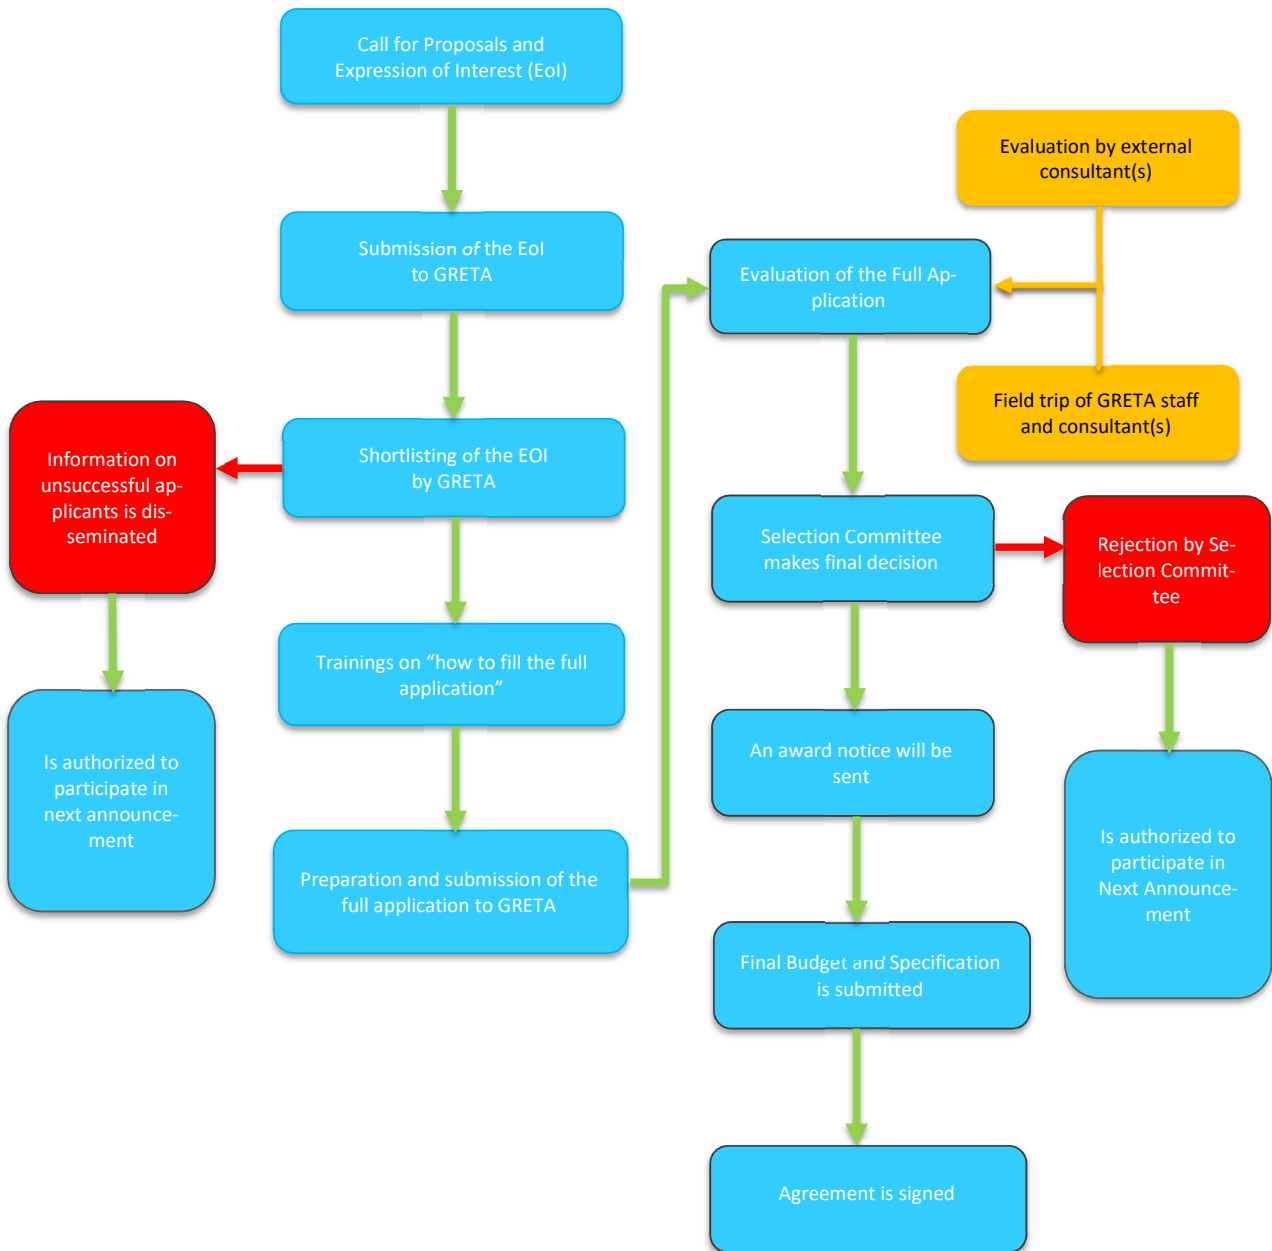 Call for Proposals and
Expression of Interest (EoI)
Submission of the EoI
to GRETA
Shortlisting of the EOI
by GRETA
Information on
unsuccessful ap-
plicants is dis-
seminated
Is authorized to
participate in
next announce-
ment
Trainings on “how to fill the full
application”
Preparation and submission of the
full application to GRETA
Evaluation by external
consultant(s)
Evaluation of the Full Ap-
plication
Field trip of GRETA staff
and consultant(s)
Selection Committee
makes final decision
Rejection by Se-
lection Commit-
tee
Is authorized to
participate in
Next Announce-
ment
An award notice will be
sent
Final Budget and Specification
is submitted
Agreement is signed